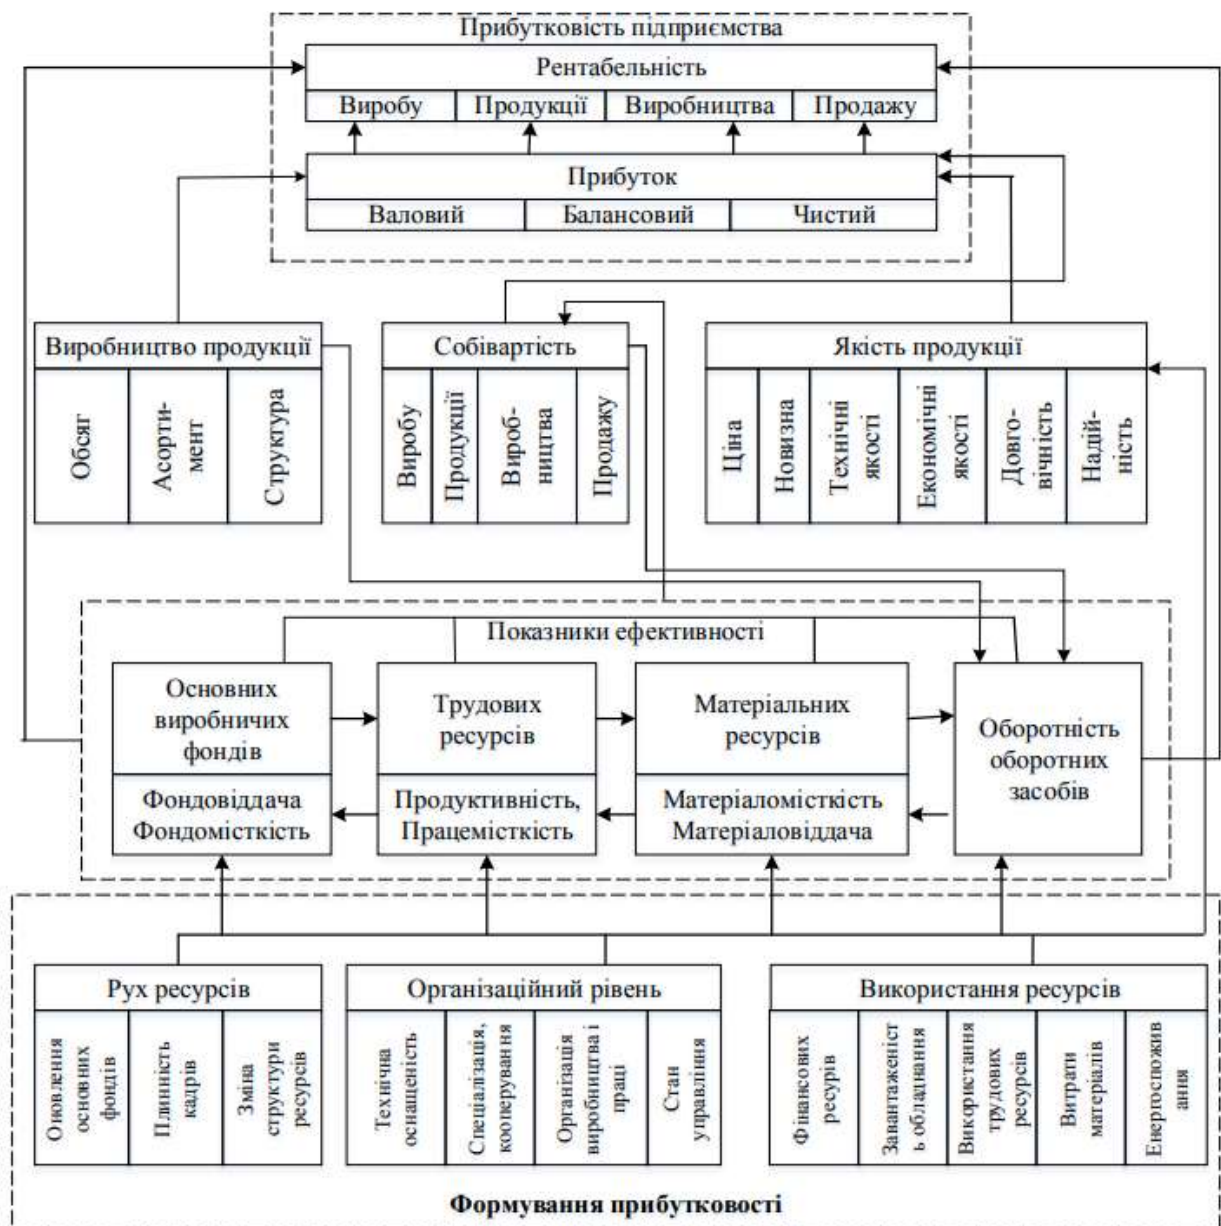 Прибутковість підприємства
Рентабельність
Виробу
Продукції
Виробництва
Продажу
Прибуток
Валовий
Балансовий
Чистий
Виробництво продукції
Обсяг
Асорти-
мент
Структура
Собівартість
Виробу
Продукції
Вироб-
ництва
Продажу
Якість продукції
Ціна
Новизна
Технічні
якості
Економічні
якості
Довго-
вічність
Надій-
ність
Показники ефективності
Основних
виробничих
фондів
Фондовіддача
Фондомісткість
Трудових
ресурсів
Продуктивність,
Працемісткість
Матеріальних
ресурсів
Матеріаломісткість
Матеріаловіддача
Оборотність
оборотних
засобів
Рух ресурсів
Оновлення
основних
фондів
Плинність
кадрів
Зміна
структури
ресурсів
Організаційний рівень
Технічна
оснащеність
Спеціалізація,
кооперування
Організація
виробництва і
праці
Стан
управління
Використання ресурсів
Фінансових
ресурів
Завантаженіст
ь обладнання
Використання
трудових
ресурсів
Витрати
матеріалів
Енергоспожив
ання
Формування прибутковості